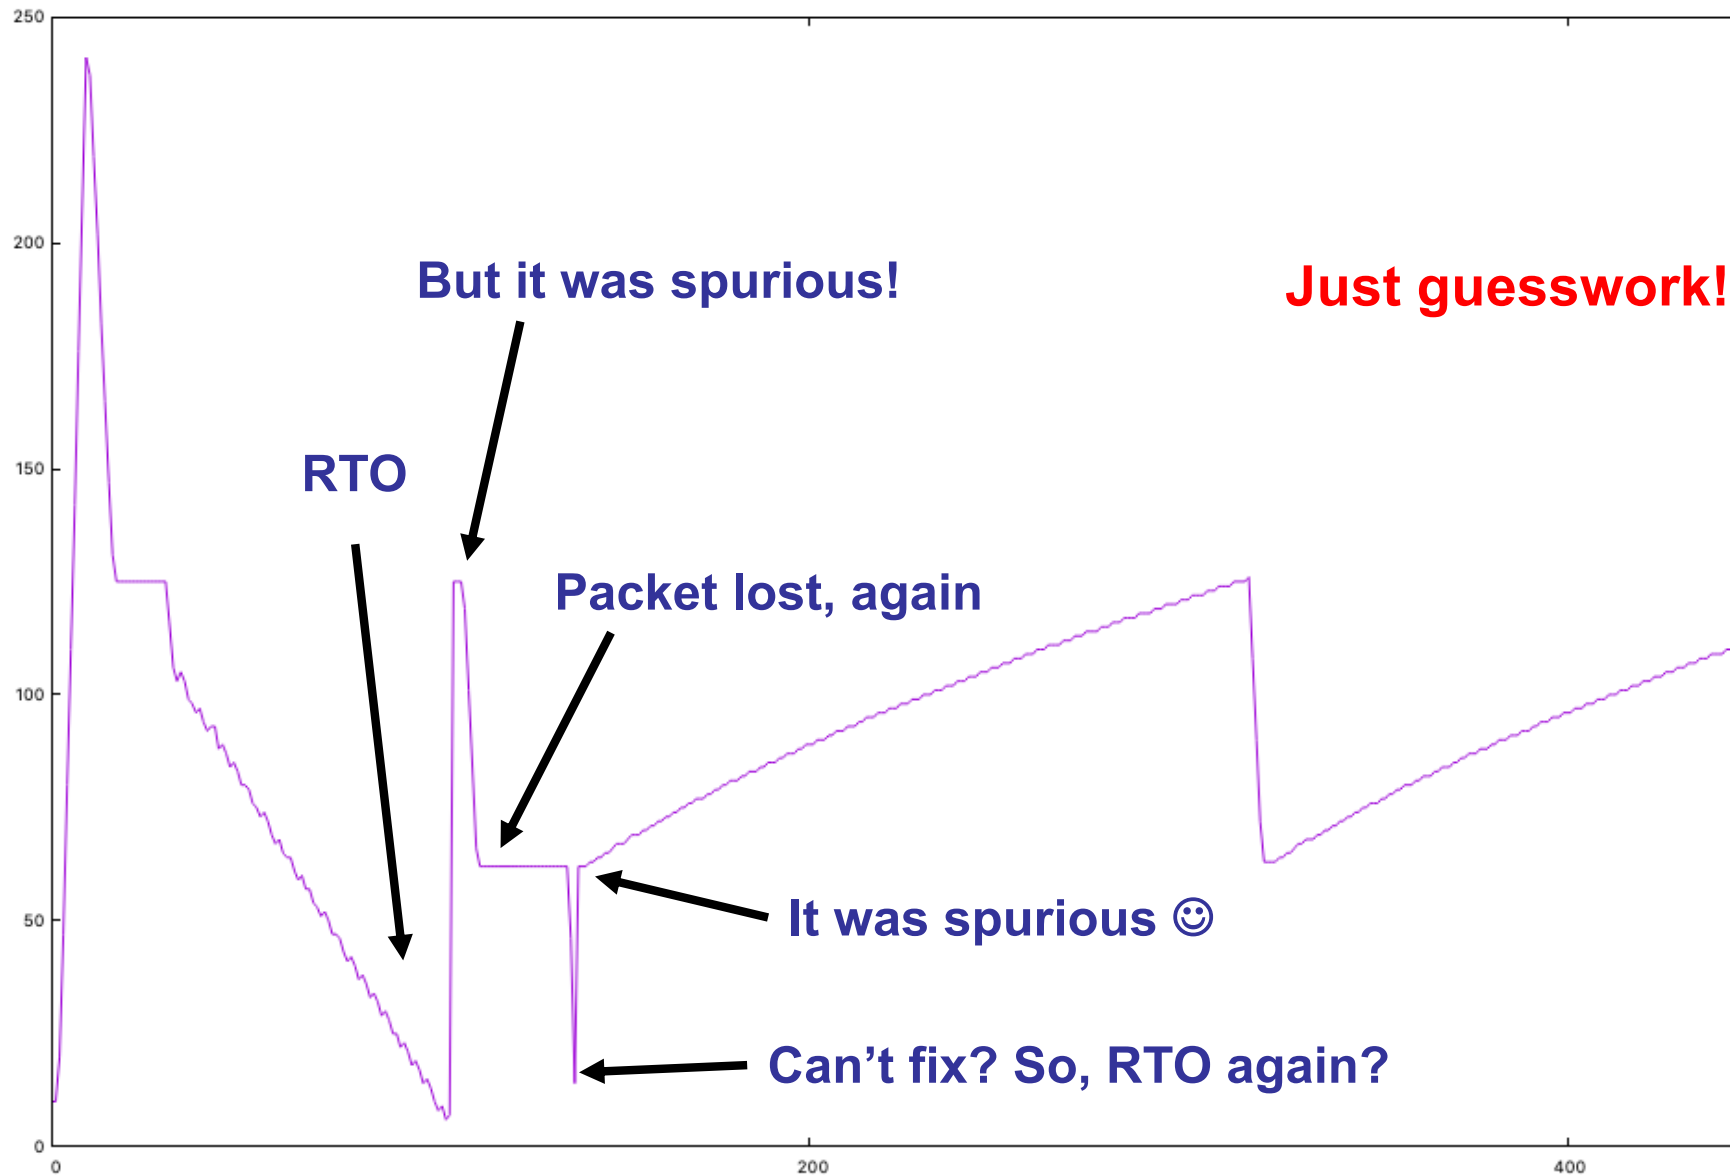 250
200
But it was spurious!
Just guesswork!
150
RTO
Packet lost, again
100
50
It was spurious ☺
Can’t fix? So, RTO again?
0
0
200
400